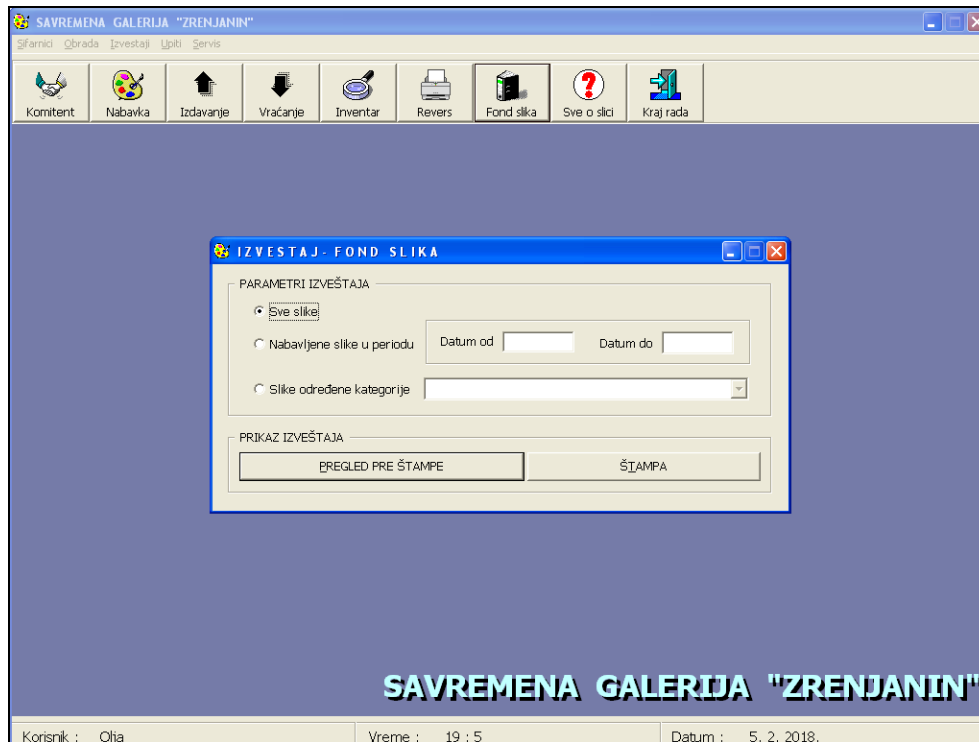 SAVREMENA GALERIJA "ZRENJANIN"
Sifarnici Obrada Izvestaji Upiti Servis
Komitent Nabavka Izdavanje Vraćanje Inventar Revers Fond slika Sve o slici Kraj rada
IZVESTAJ- FOND SLIKA
PARAMETRI IZVEŠTAJA
Sve slike
Nabavljene slike u periodu Datum od Datum do
Slike određene kategorije
PRIKAZ IZVEŠTAJA
PREGLED PRE ŠTAMPE ŠTAMPA
SAVREMENA GALERIJA "ZRENJANIN"
Korisnik : Olja Vreme : 19 : 5 Datum : 5. 2. 2018.